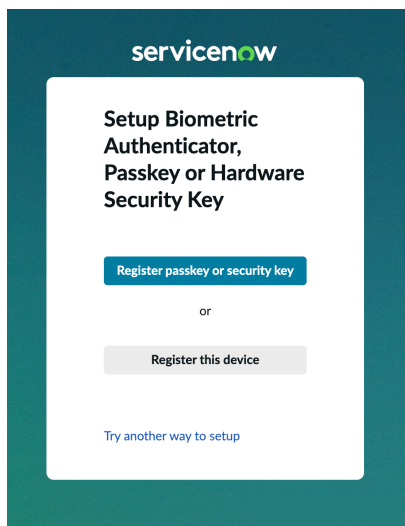 servicenow
Setup Biometric
Authenticator,
Passkey or Hardware
Security Key
Register passkey or security key
or
Register this device
Try another way to setup